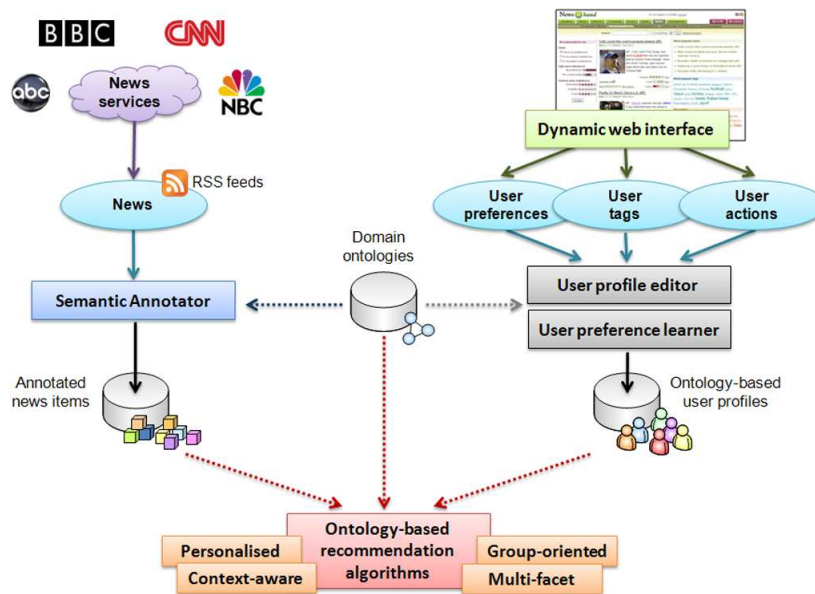 BBC
CNN
abc
News
services
NBC
Dynamic web interface
RSS feeds
News
User
preferences
User
tags
User
actions
Domain
ontologies
Semantic Annotator
User profile editor
User preference learner
Annotated
news items
Ontology-based
user profiles
Ontology-based
recommendation
algorithms
Personalised
Context-aware
Group-oriented
Multi-facet